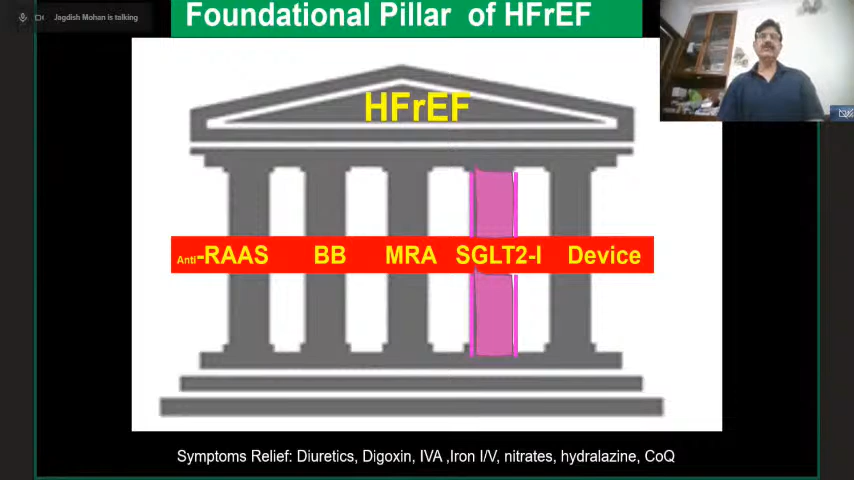 Jagdish Mohan is talking
Foundational Pillar of HFrEF
HFrEF
Anti-RAAS BB MRA SGLT2-I Device
Symptoms Relief: Diuretics, Digoxin, IVA ,Iron I/V, nitrates, hydralazine, CoQ